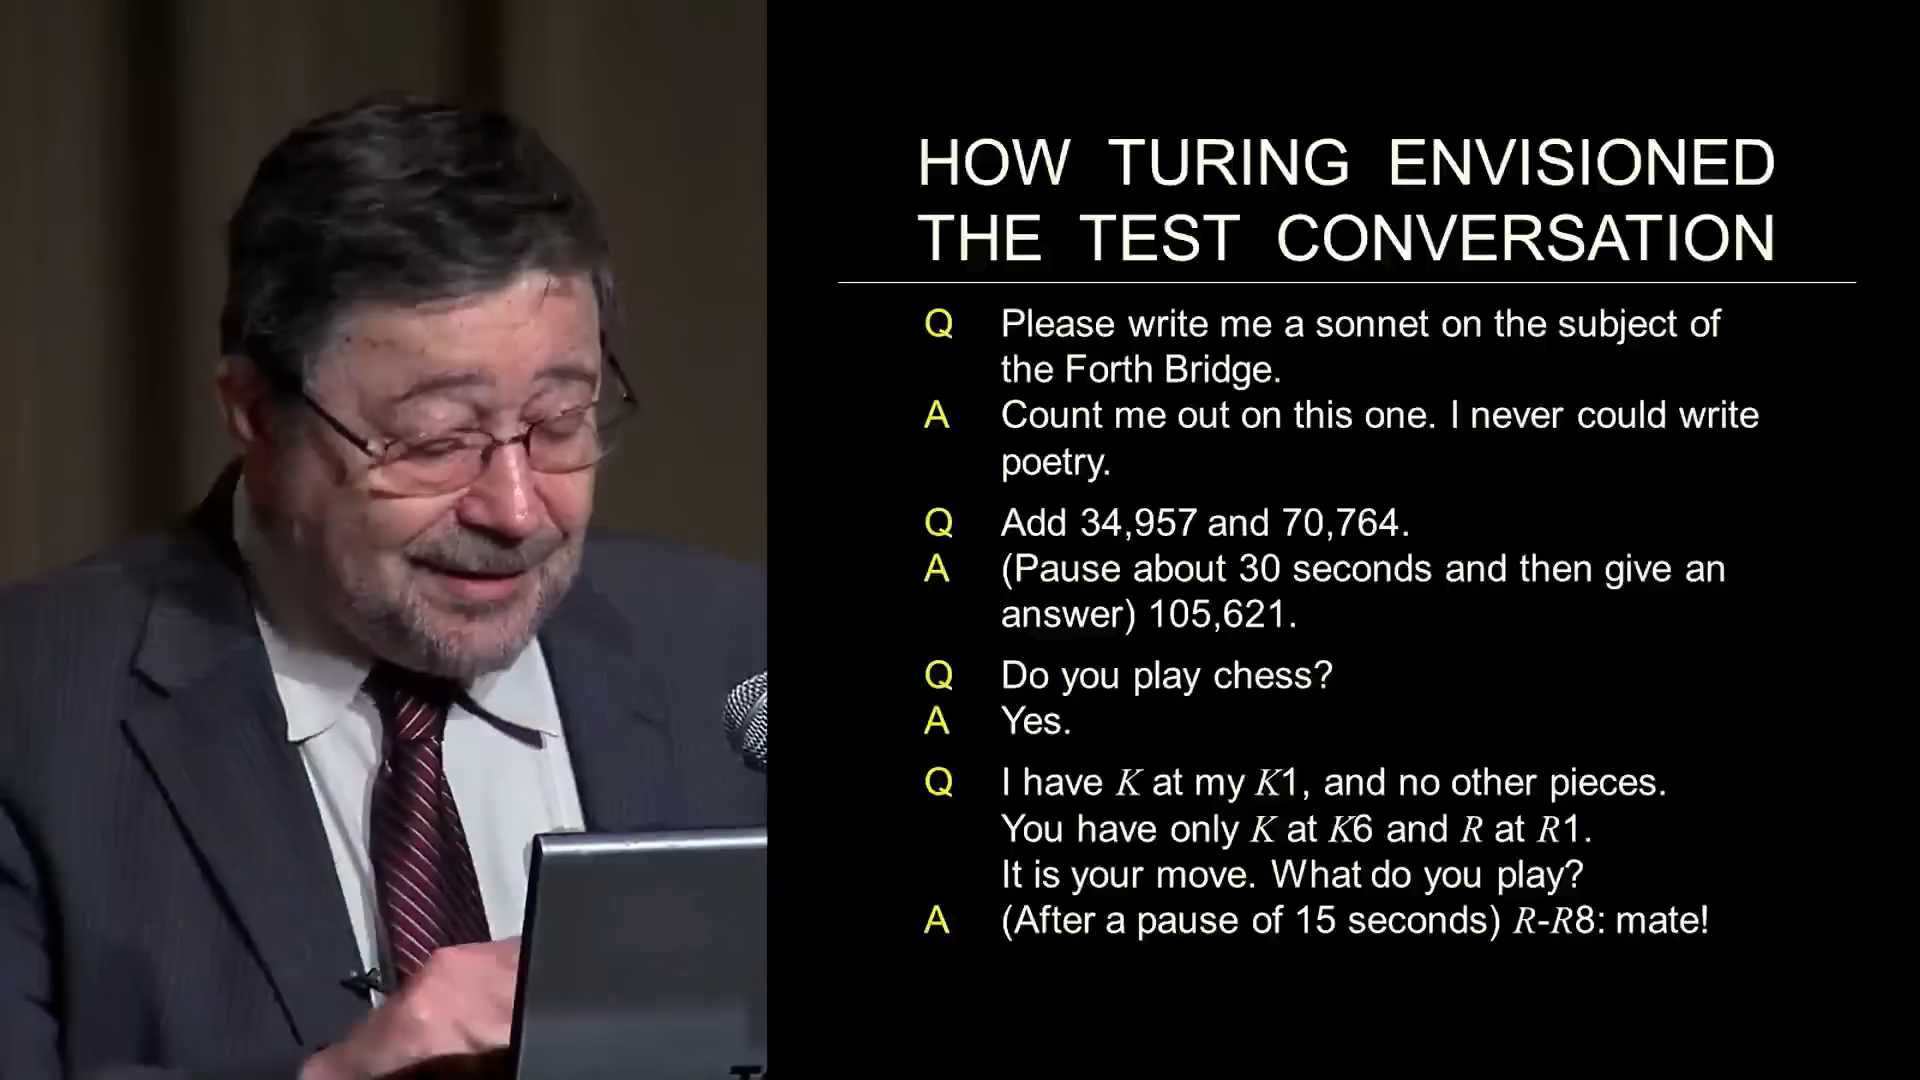 HOW TURING ENVISIONED
THE TEST CONVERSATION
Q Please write me a sonnet on the subject of
the Forth Bridge.
A Count me out on this one. I never could write
poetry.
Q Add 34,957 and 70,764.
A (Pause about 30 seconds and then give an
answer) 105,621.
Q Do you play chess?
A Yes.
Q I have K at my K1, and no other pieces.
You have only K at K6 and R at R1.
It is your move. What do you play?
A (After a pause of 15 seconds) R-R8: mate!